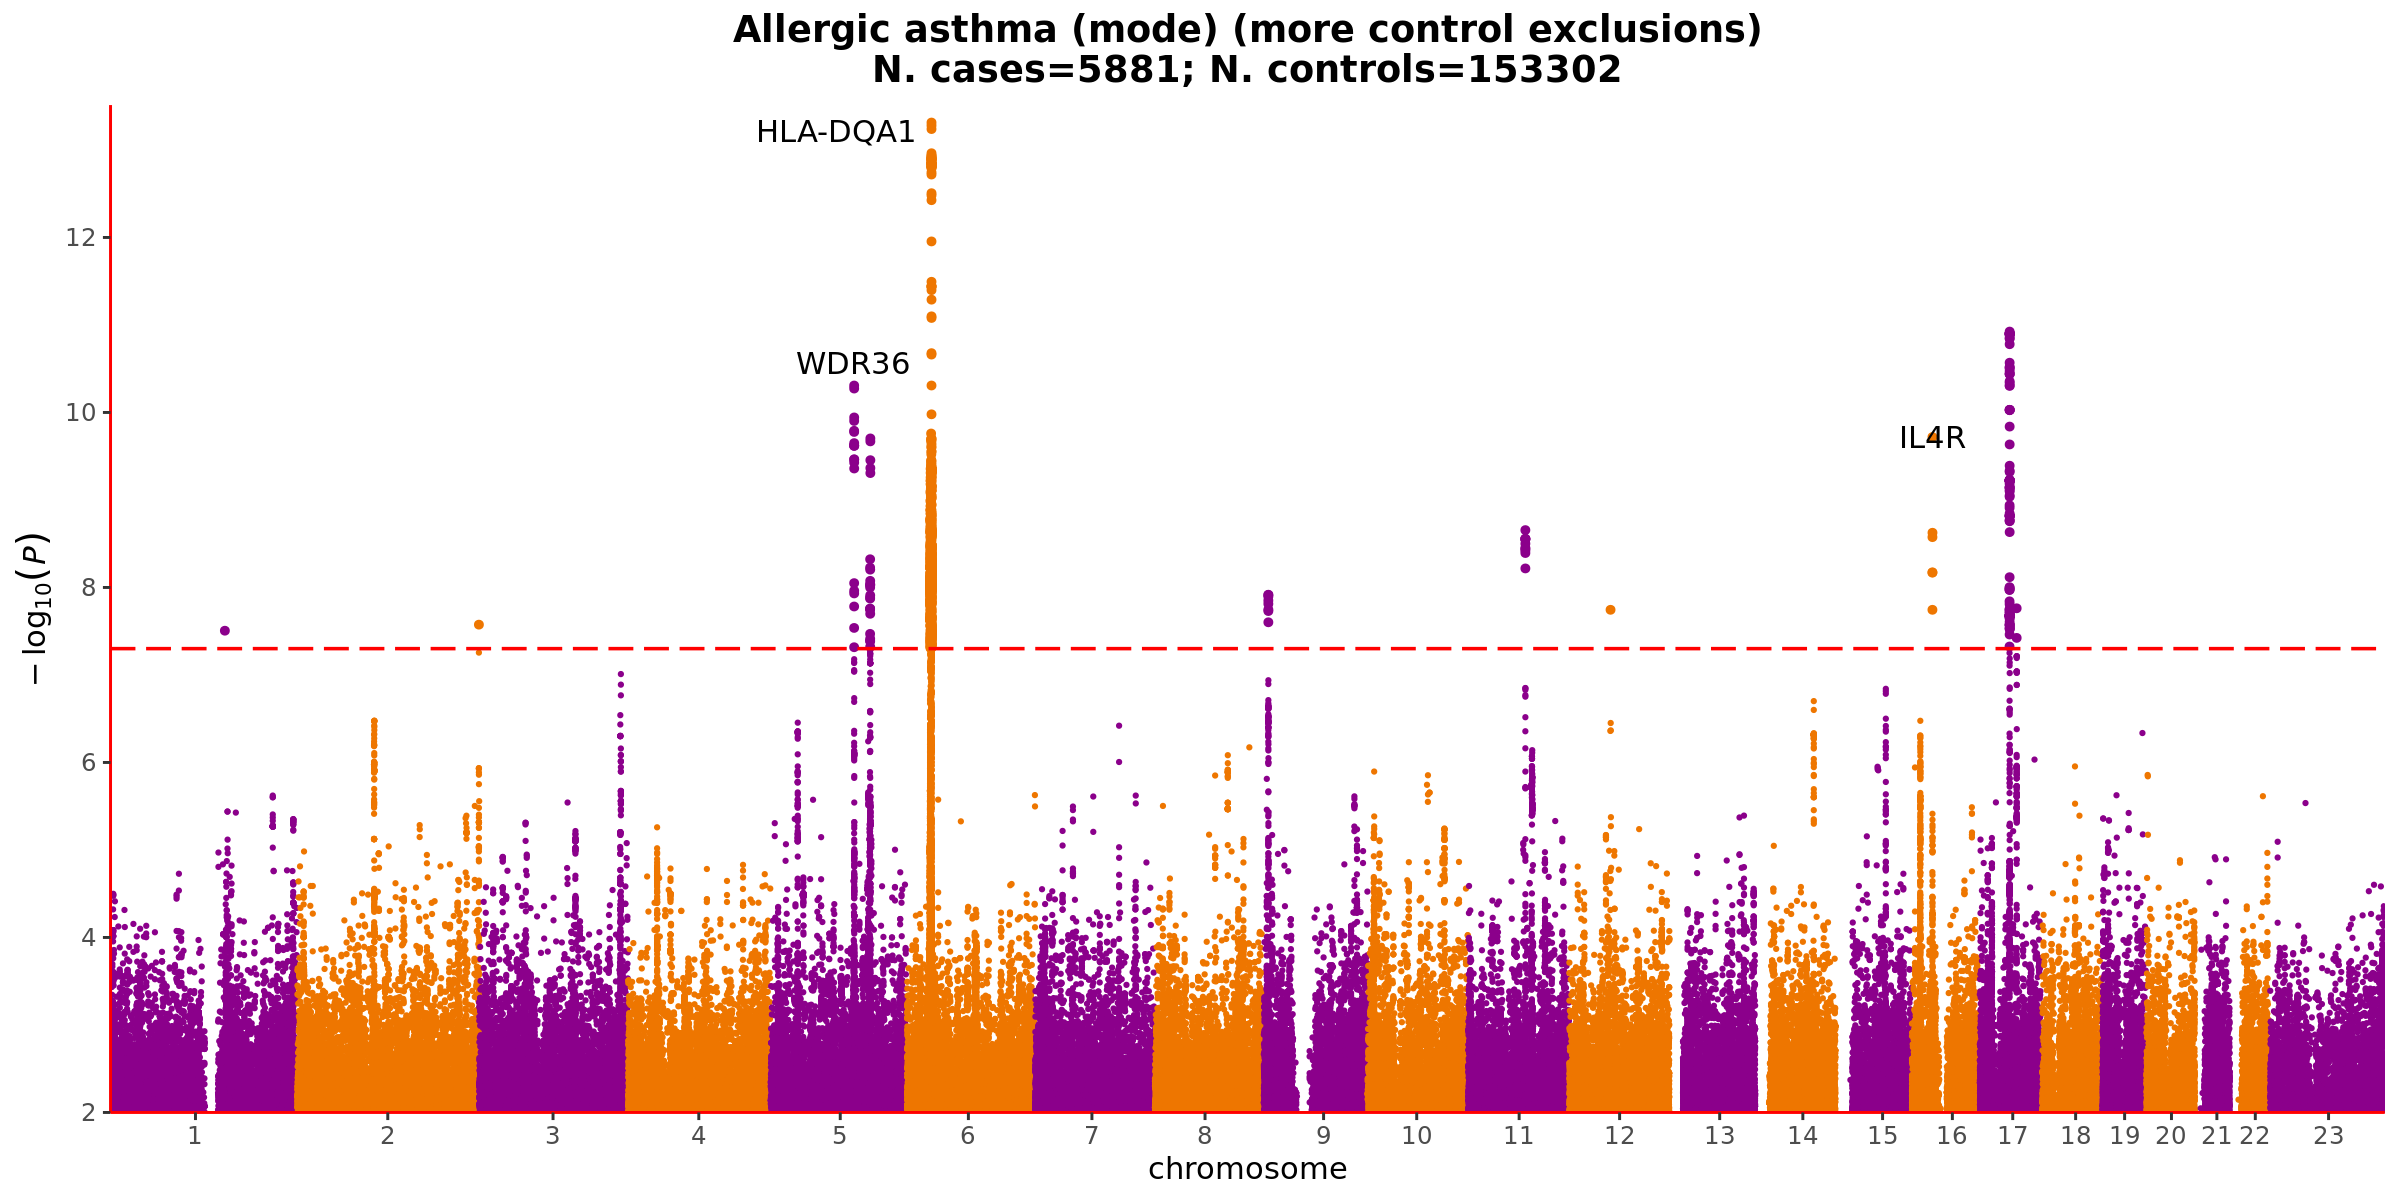 Allergic asthma (mode) (more control exclusions)
N. cases=5881; N. controls=153302
HLA-DQA1
WDR36
IL4R
12
10
8
6
4
2
−log10(P)
1 2 3 4 5 6 7 8 9 10 11 12 13 14 15 16 17 18 19 20 21 22 23
chromosome